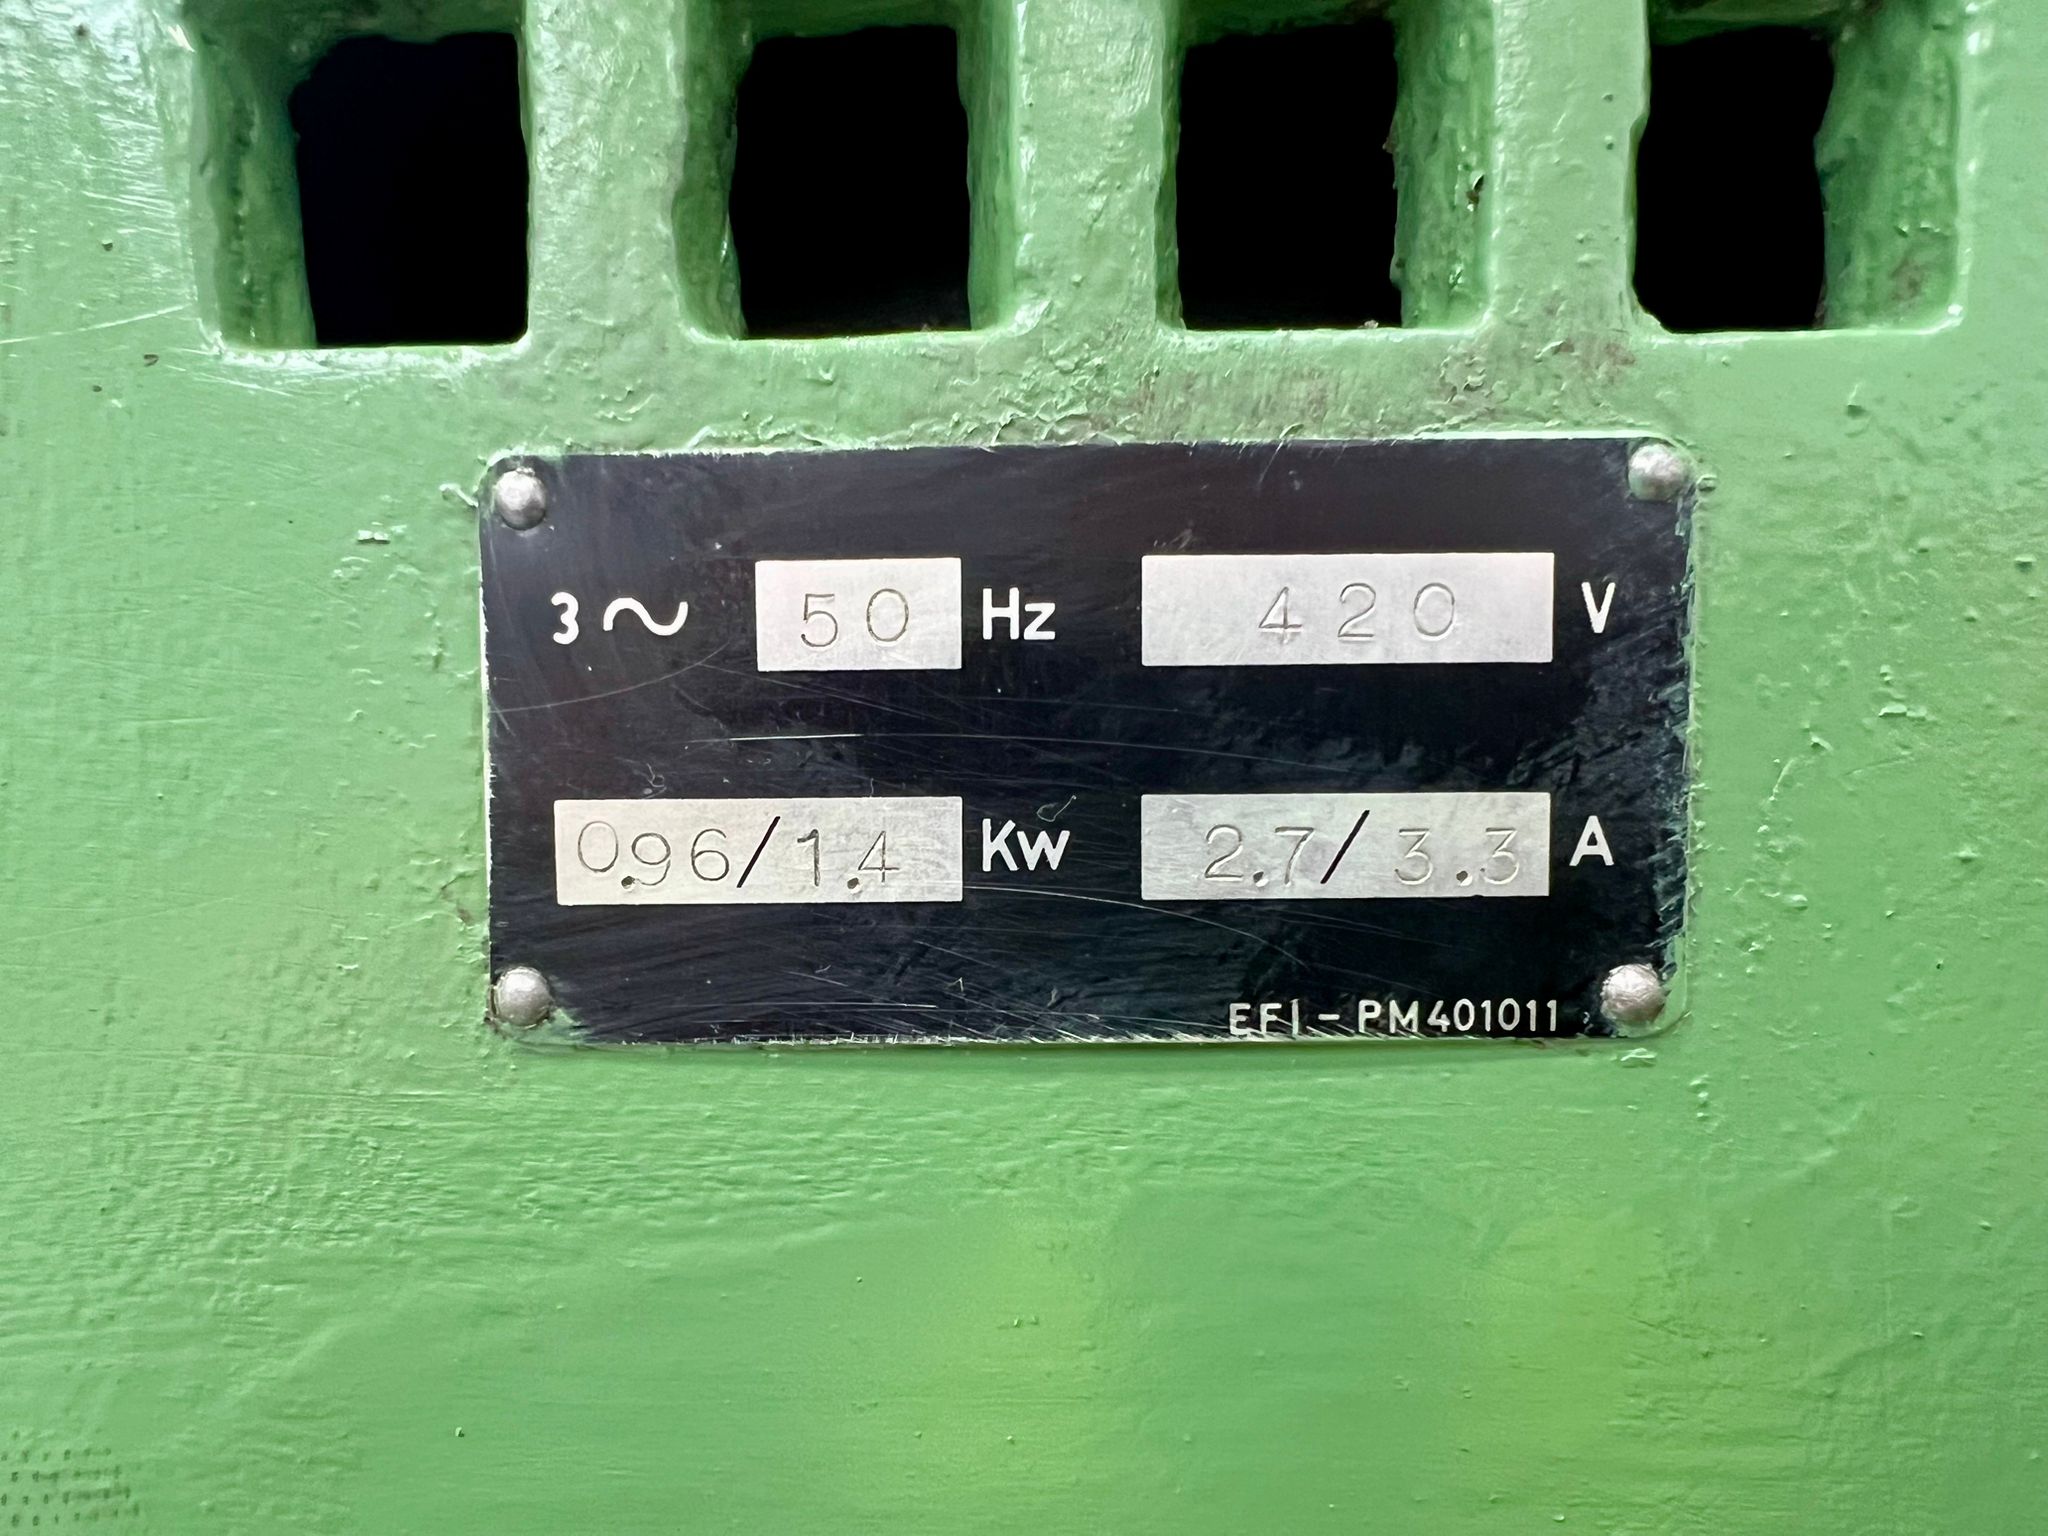 3~ 50 Hz 420 V
0.96/1.4 Kw 2.7/3.3 A
EFI-PM401011